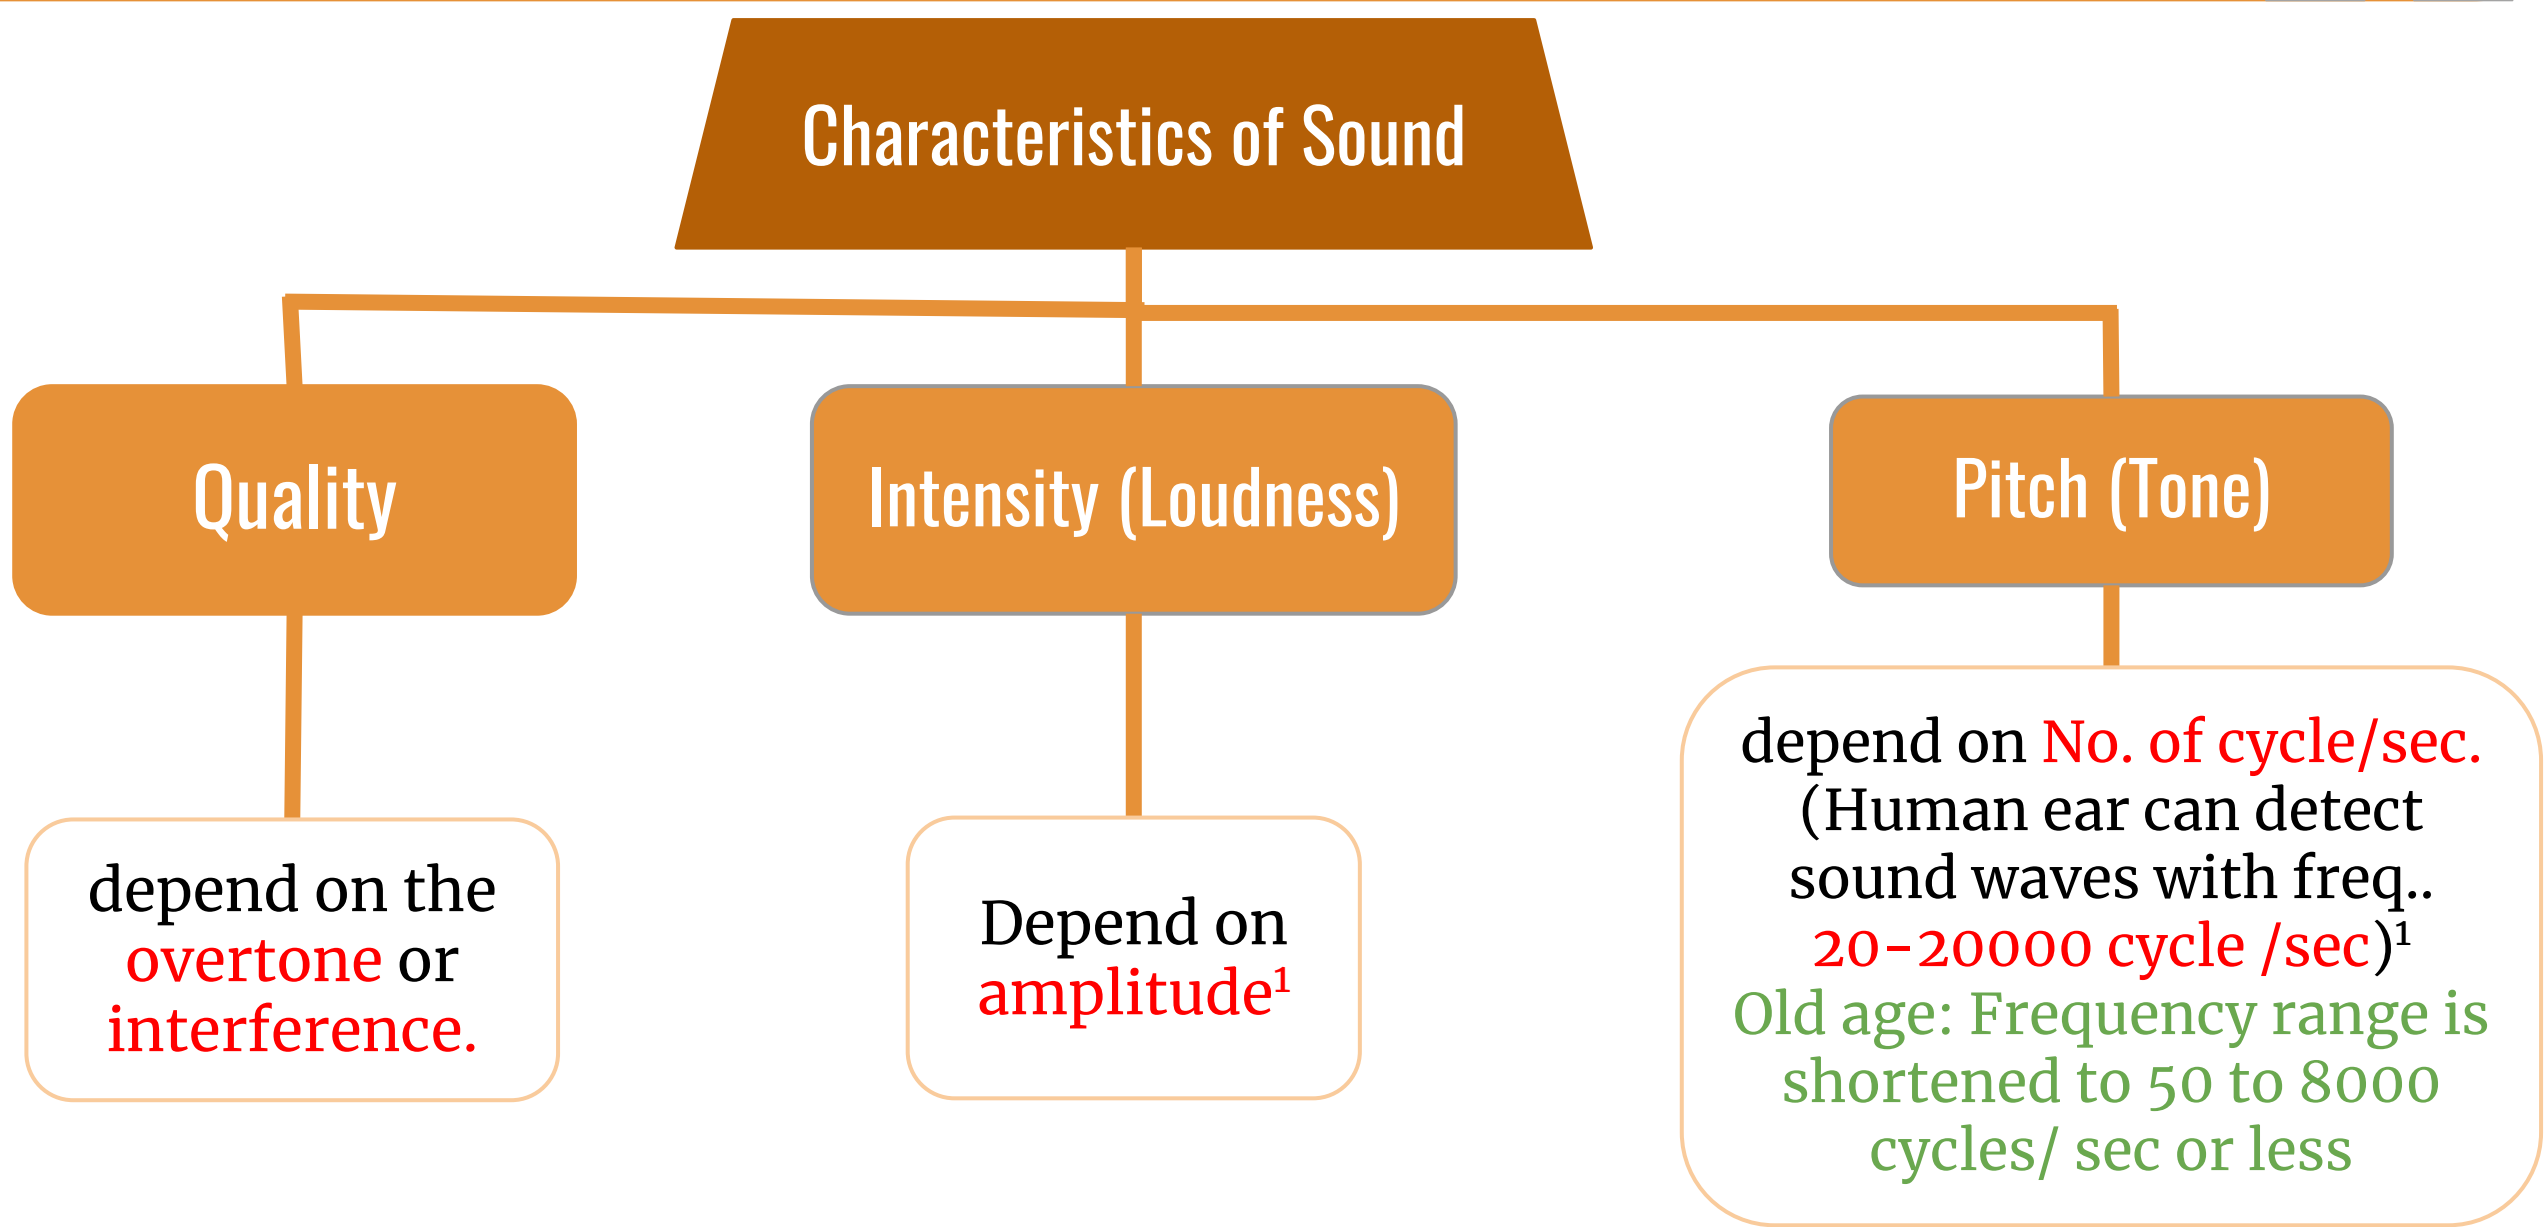 Characteristics of Sound
Quality
depend on the
overtone or
interference.
Intensity (Loudness)
Depend on
amplitude¹
Pitch (Tone)
depend on No. of cycle/sec.
(Human ear can detect
sound waves with freq..
20-20000 cycle /sec)¹
Old age: Frequency range is
shortened to 50 to 8000
cycles/ sec or less